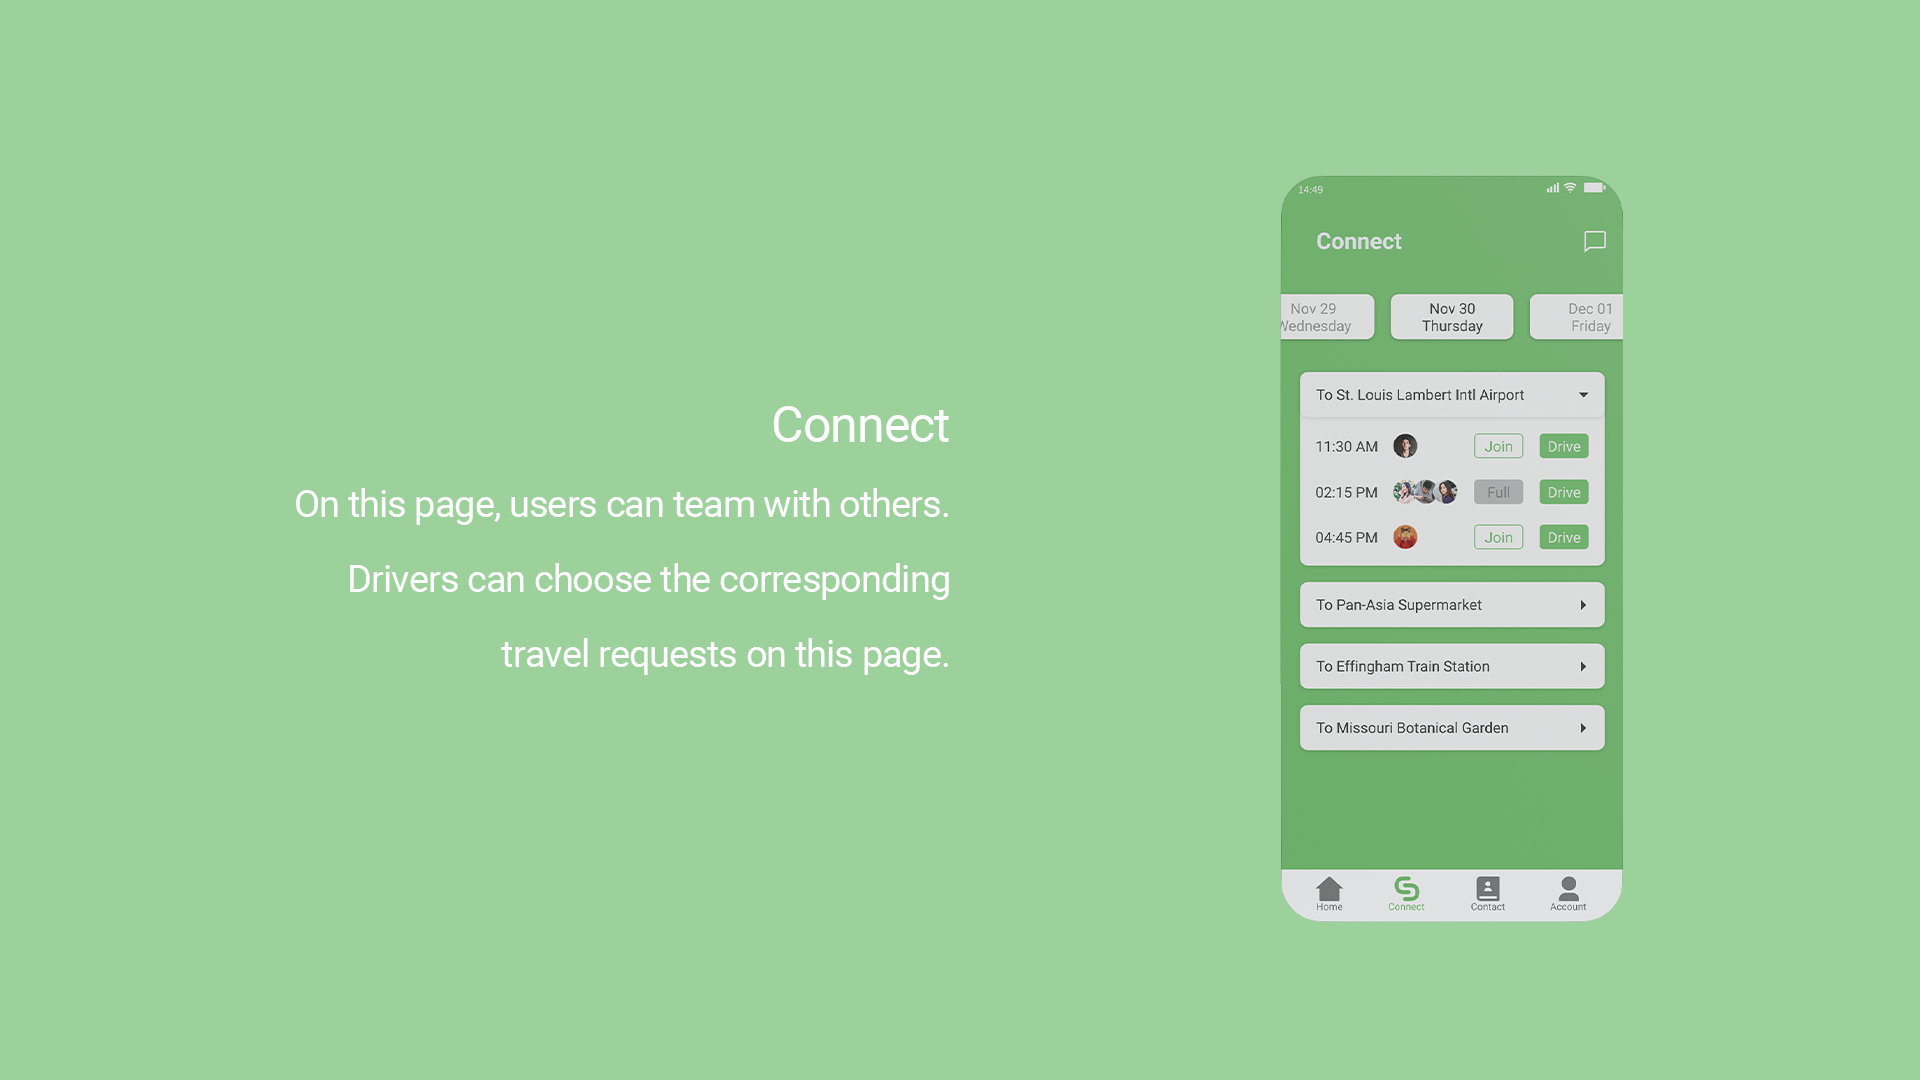 Connect
On this page, users can team with others.
Drivers can choose the corresponding
travel requests on this page.
14:49
Connect
Nov 29
Wednesday
Nov 30
Thursday
Dec 01
Friday
To St. Louis Lambert Intl Airport
11:30 AM Join Drive
02:15 PM Full Drive
04:45 PM Join Drive
To Pan-Asia Supermarket
To Effingham Train Station
To Missouri Botanical Garden
Home Connect Contact Account